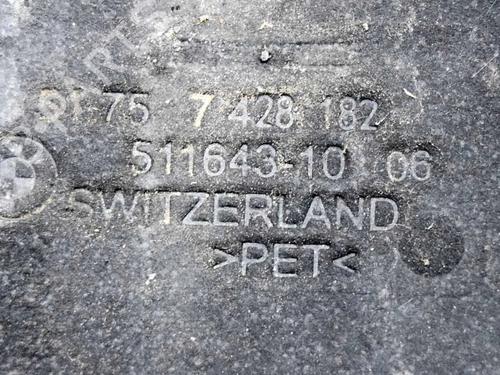 51 75 7 428 182
511643-10 06
SWITZERLAND
>PET<